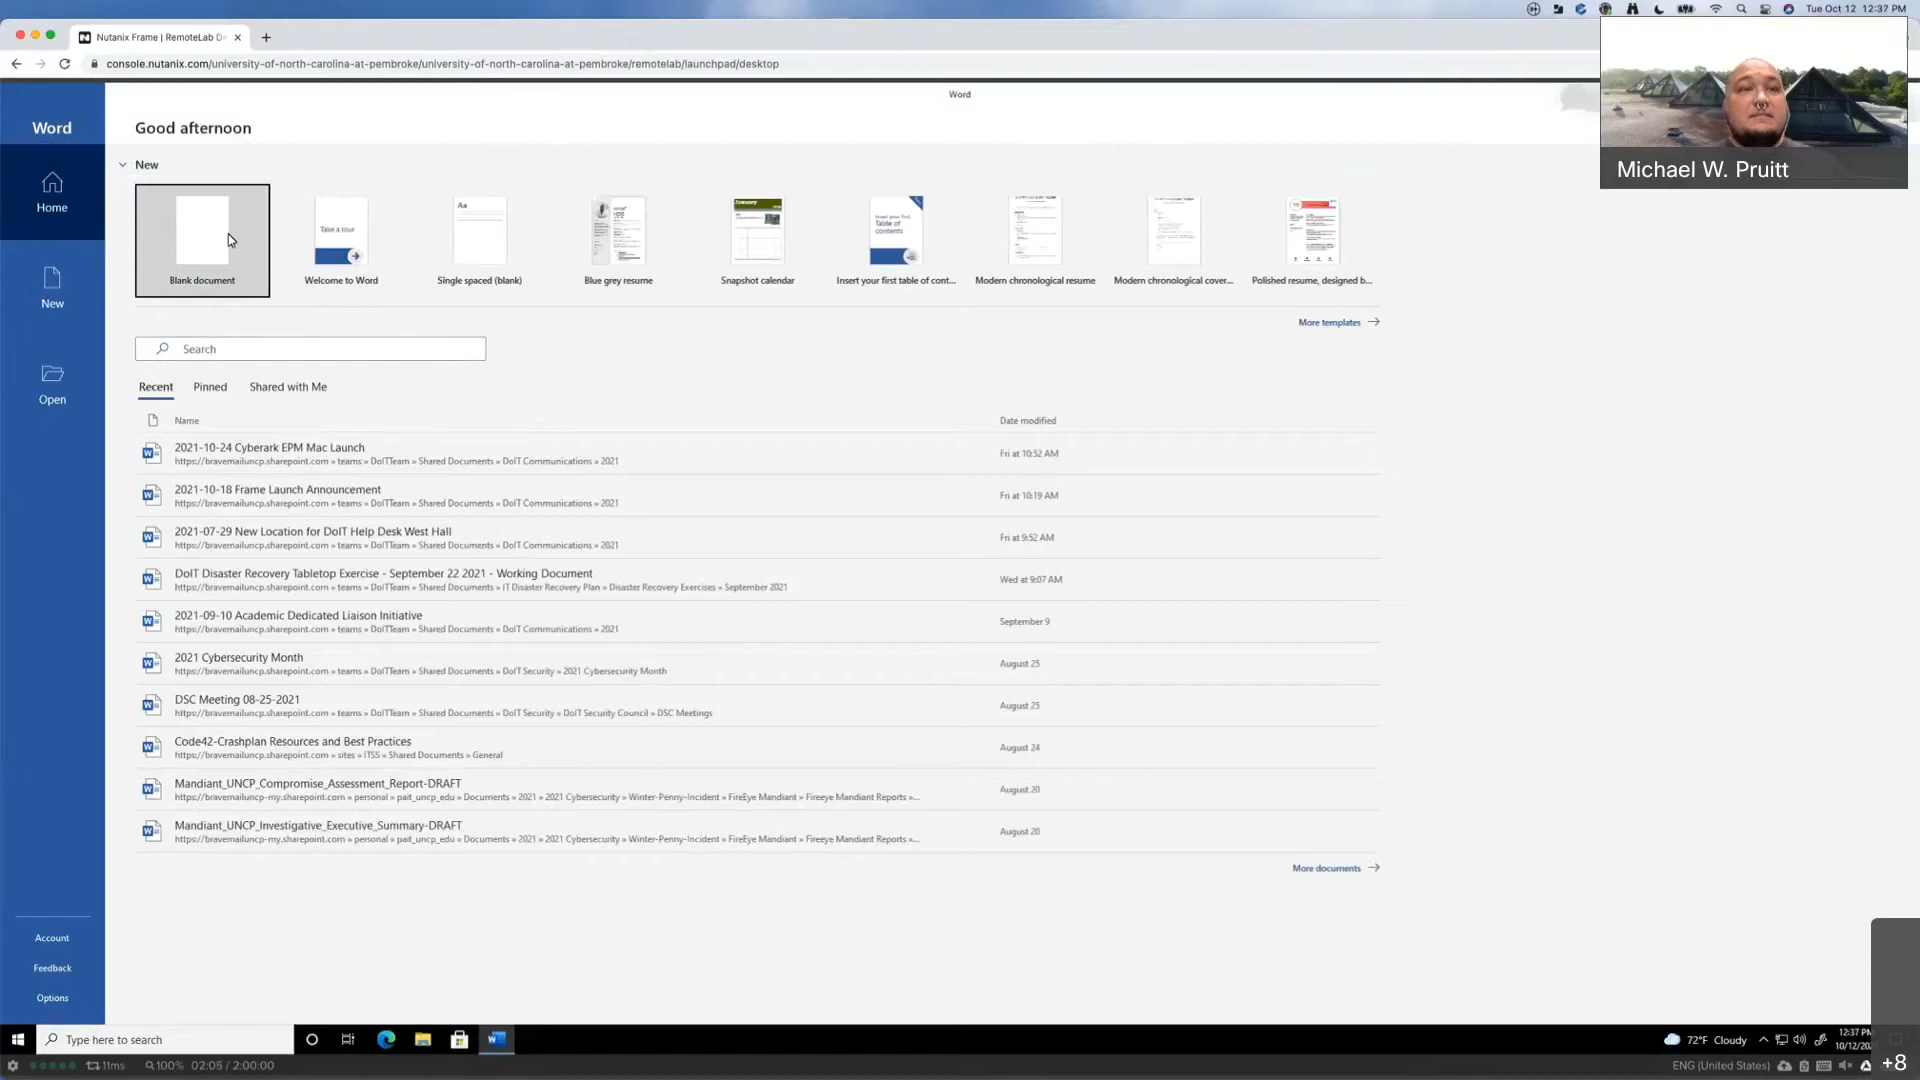 Tue Oct 12 12:37 PM
Nutanix Frame | RemoteLab De
console.nutanix.com/university-of-north-carolina-at-pembroke/university-of-north-carolina-at-pembroke/remotelab/launchpad/desktop
Word
Michael W. Pruitt
Word
Good afternoon
New
Home
Take a tour
Aa
Insert your first
Table of
contents
Blank document
Welcome to Word
Single spaced (blank)
Blue grey resume
Snapshot calendar
Insert your first table of cont...
Modern chronological resume
Modern chronological cover...
Polished resume, designed b...
New
More templates
Search
Open
Recent
Pinned
Shared with Me
Name
Date modified
2021-10-24 Cyberark EPM Mac Launch
https://bravemailuncp.sharepoint.com » teams » DoITTeam » Shared Documents » DoIT Communications » 2021
Fri at 10:52 AM
2021-10-18 Frame Launch Announcement
https://bravemailuncp.sharepoint.com » teams » DoITTeam » Shared Documents » DoIT Communications » 2021
Fri at 10:19 AM
2021-07-29 New Location for DoIT Help Desk West Hall
https://bravemailuncp.sharepoint.com » teams » DoITTeam » Shared Documents » DoIT Communications » 2021
Fri at 9:52 AM
DoIT Disaster Recovery Tabletop Exercise - September 22 2021 - Working Document
https://bravemailuncp.sharepoint.com » teams » DoITTeam » Shared Documents » IT Disaster Recovery Plan » Disaster Recovery Exercises » September 2021
Wed at 9:07 AM
2021-09-10 Academic Dedicated Liaison Initiative
https://bravemailuncp.sharepoint.com » teams » DoITTeam » Shared Documents » DoIT Communications » 2021
September 9
2021 Cybersecurity Month
https://bravemailuncp.sharepoint.com » teams » DoITTeam » Shared Documents » DoIT Security » 2021 Cybersecurity Month
August 25
DSC Meeting 08-25-2021
https://bravemailuncp.sharepoint.com » teams » DoITTeam » Shared Documents » DoIT Security » DoIT Security Council » DSC Meetings
August 25
Code42-Crashplan Resources and Best Practices
https://bravemailuncp.sharepoint.com » sites » ITSS » Shared Documents » General
August 24
Mandiant_UNCP_Compromise_Assessment_Report-DRAFT
https://bravemailuncp-my.sharepoint.com » personal » pait_uncp_edu » Documents » 2021 » 2021 Cybersecurity » Winter-Penny-Incident » FireEye Mandiant » Fireeye Mandiant Reports »...
August 20
Mandiant_UNCP_Investigative_Executive_Summary-DRAFT
https://bravemailuncp-my.sharepoint.com » personal » pait_uncp_edu » Documents » 2021 » 2021 Cybersecurity » Winter-Penny-Incident » FireEye Mandiant » Fireeye Mandiant Reports »...
August 20
More documents
Account
Feedback
Options
Type here to search
72°F Cloudy
12:37 PM
10/12/202
11ms
100%
02:05 / 2:00:00
ENG (United States)
+8